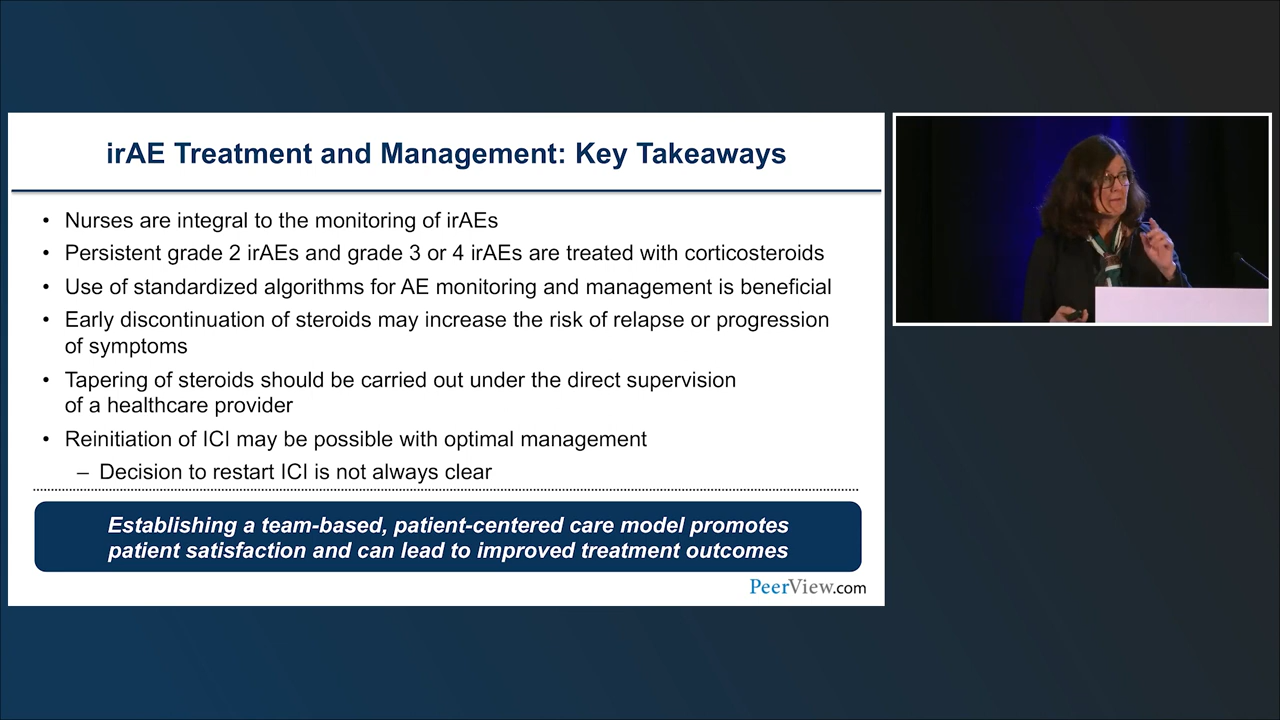 irAE Treatment and Management: Key Takeaways
• Nurses are integral to the monitoring of irAEs
• Persistent grade 2 irAEs and grade 3 or 4 irAEs are treated with corticosteroids
• Use of standardized algorithms for AE monitoring and management is beneficial
• Early discontinuation of steroids may increase the risk of relapse or progression
of symptoms
• Tapering of steroids should be carried out under the direct supervision
of a healthcare provider
• Reinitiation of ICI may be possible with optimal management
– Decision to restart ICI is not always clear
Establishing a team-based, patient-centered care model promotes
patient satisfaction and can lead to improved treatment outcomes
PeerView.com